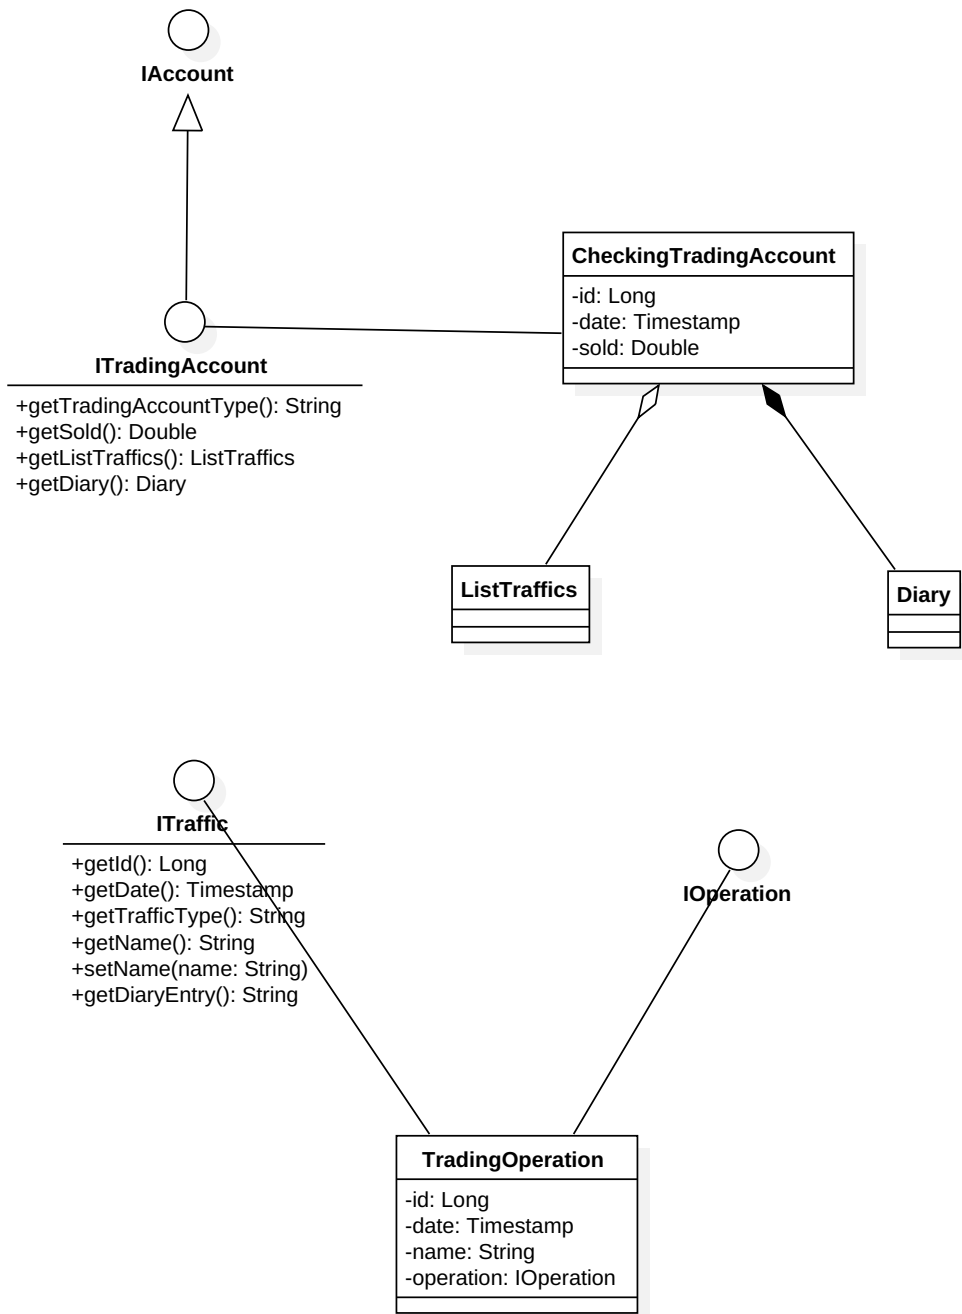 IAccount
CheckingTradingAccount
-id: Long
-date: Timestamp
-sold: Double
ITradingAccount
+getTradingAccountType(): String
+getSold(): Double
+getListTraffics(): ListTraffics
+getDiary(): Diary
ListTraffics
Diary
ITraffic
+getId(): Long
+getDate(): Timestamp
+getTrafficType(): String
+getName(): String
+setName(name: String)
+getDiaryEntry(): String
IOperation
TradingOperation
-id: Long
-date: Timestamp
-name: String
-operation: IOperation